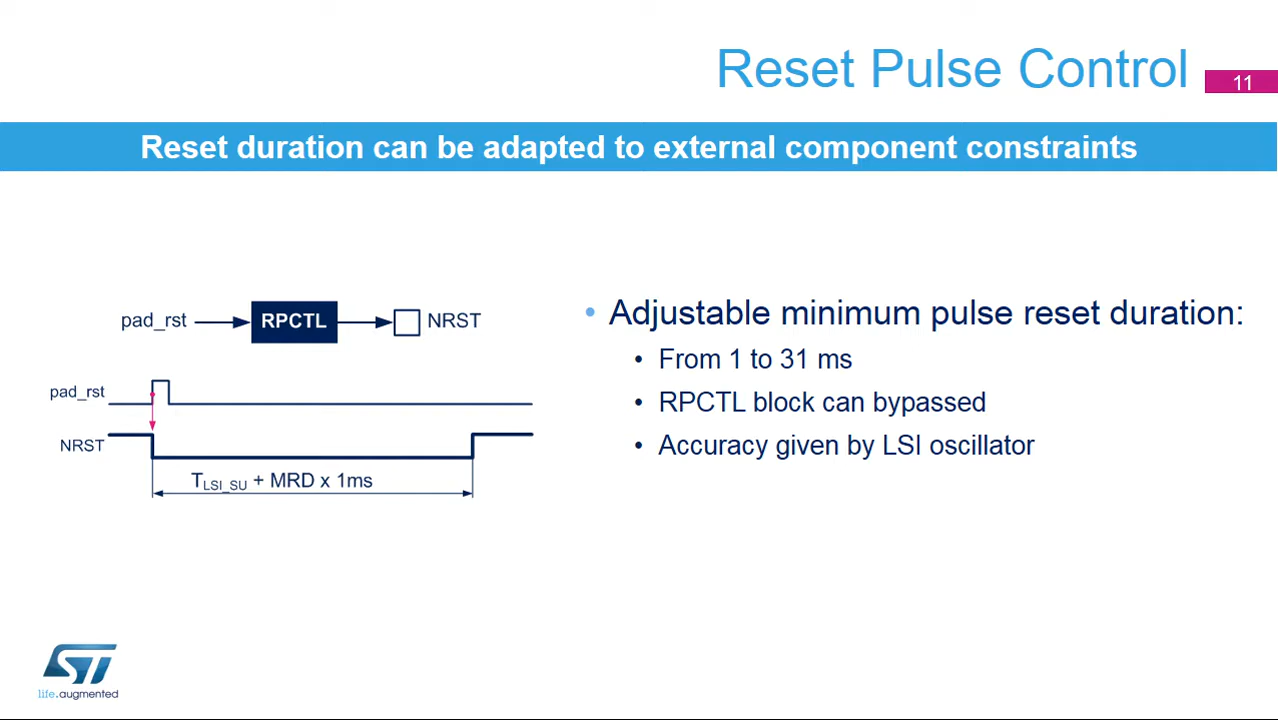 Reset Pulse Control
11
Reset duration can be adapted to external component constraints
pad_rst
RPCTL
NRST
pad_rst
NRST
TLSI_SU + MRD x 1ms
• Adjustable minimum pulse reset duration:
• From 1 to 31 ms
• RPCTL block can bypassed
• Accuracy given by LSI oscillator
ST
life.augmented